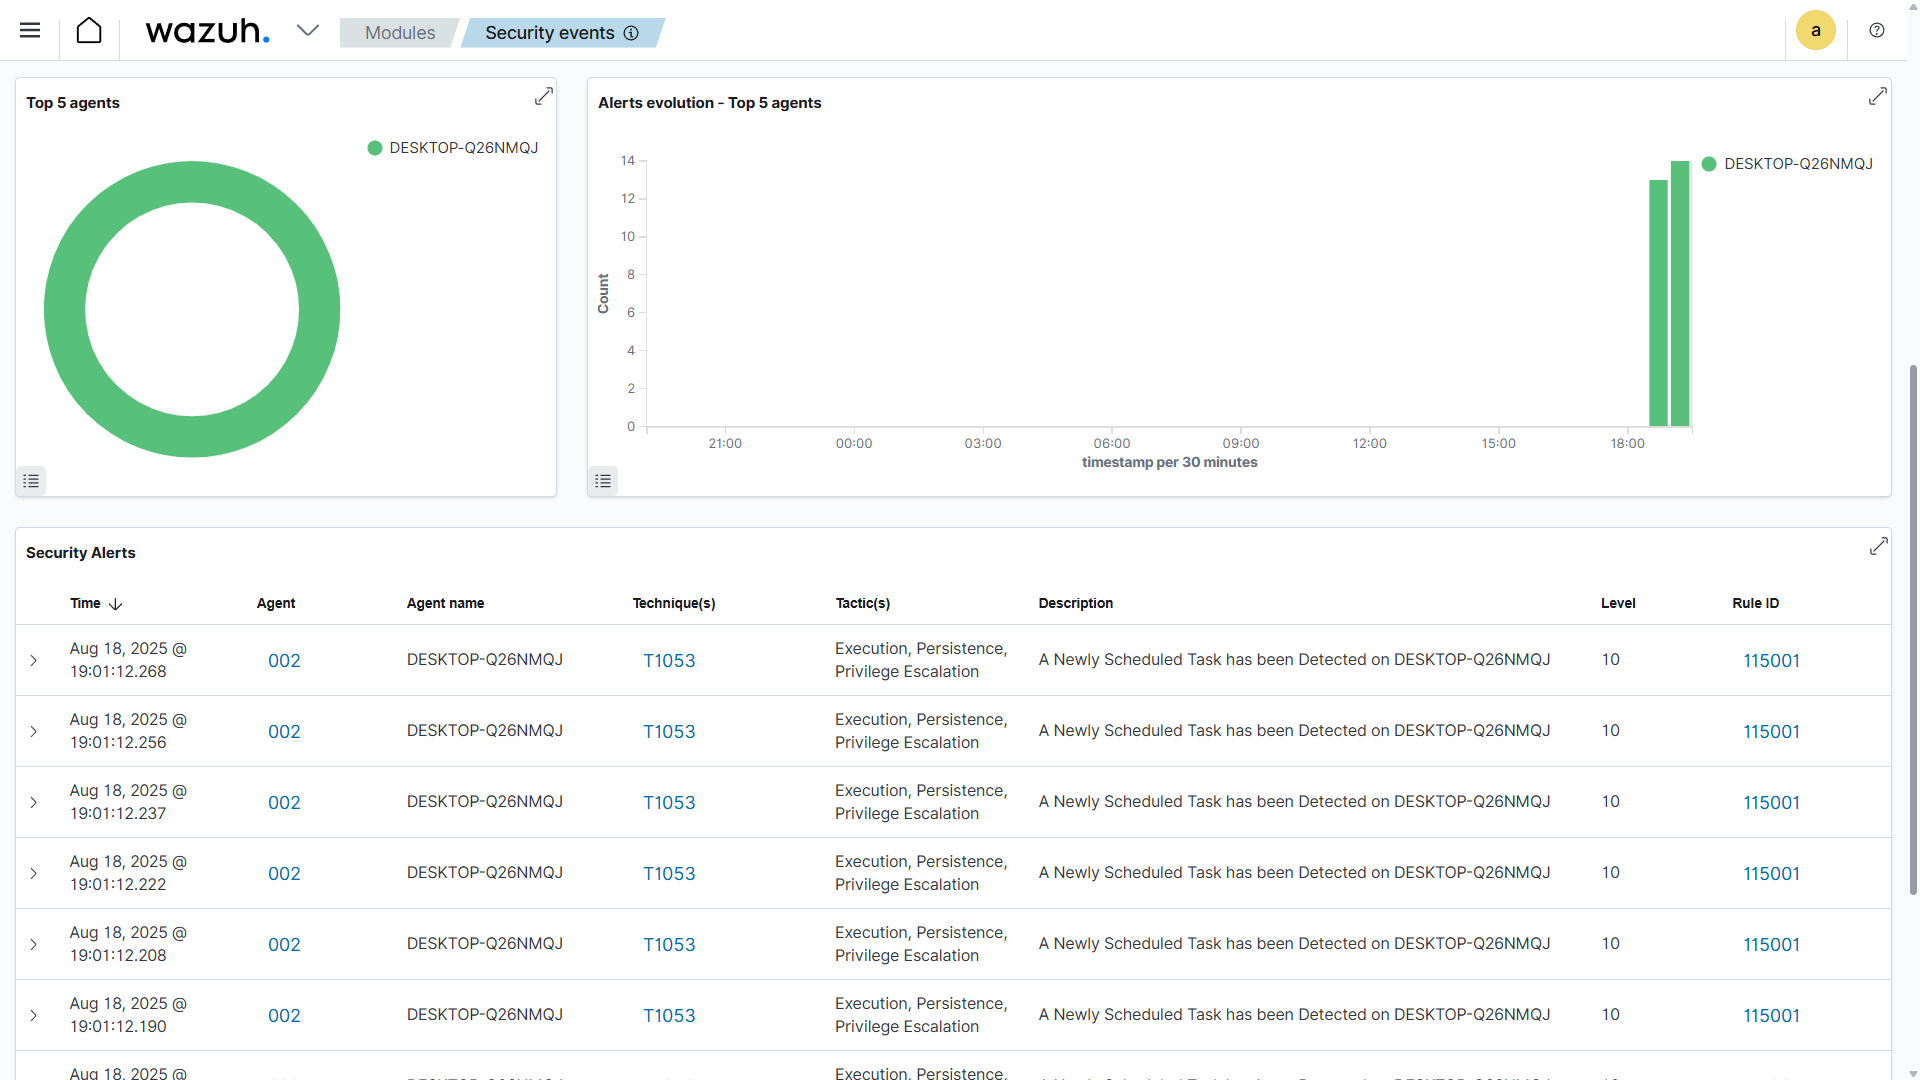 wazuh.
Modules
Security events
a
Top 5 agents
DESKTOP-Q26NMQJ
Alerts evolution - Top 5 agents
DESKTOP-Q26NMQJ
14
12
10
8
6
4
2
0
Count
21:00 00:00 03:00 06:00 09:00 12:00 15:00 18:00
timestamp per 30 minutes
Security Alerts
Time Agent Agent name Technique(s) Tactic(s) Description Level Rule ID
Aug 18, 2025 @ 002 DESKTOP-Q26NMQJ T1053 Execution, Persistence, A Newly Scheduled Task has been Detected on DESKTOP-Q26NMQJ 10 115001
19:01:12.268 Privilege Escalation
Aug 18, 2025 @ 002 DESKTOP-Q26NMQJ T1053 Execution, Persistence, A Newly Scheduled Task has been Detected on DESKTOP-Q26NMQJ 10 115001
19:01:12.256 Privilege Escalation
Aug 18, 2025 @ 002 DESKTOP-Q26NMQJ T1053 Execution, Persistence, A Newly Scheduled Task has been Detected on DESKTOP-Q26NMQJ 10 115001
19:01:12.237 Privilege Escalation
Aug 18, 2025 @ 002 DESKTOP-Q26NMQJ T1053 Execution, Persistence, A Newly Scheduled Task has been Detected on DESKTOP-Q26NMQJ 10 115001
19:01:12.222 Privilege Escalation
Aug 18, 2025 @ 002 DESKTOP-Q26NMQJ T1053 Execution, Persistence, A Newly Scheduled Task has been Detected on DESKTOP-Q26NMQJ 10 115001
19:01:12.208 Privilege Escalation
Aug 18, 2025 @ 002 DESKTOP-Q26NMQJ T1053 Execution, Persistence, A Newly Scheduled Task has been Detected on DESKTOP-Q26NMQJ 10 115001
19:01:12.190 Privilege Escalation
Aug 18, 2025 @ Execution, Persistence,